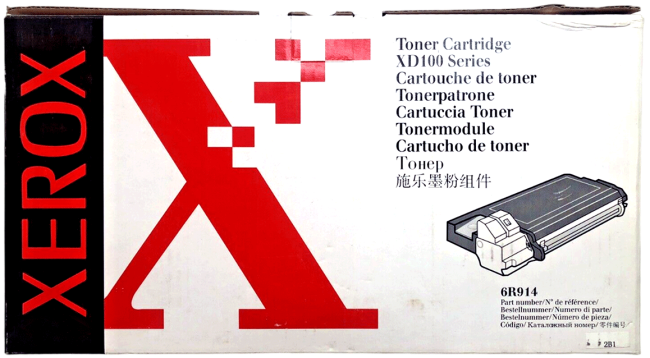 XEROX
Toner Cartridge
XD100 Series
Cartouche de toner
Tonerpatrone
Cartuccia Toner
Tonermodule
Cartucho de toner
Тонер
施乐墨粉组件
6R914
Part number/N° de référence/
Bestellnummer/Numero di parte/
Bestelnummer/Número de pieza/
Código/Каталожный номер/零件编号
2B1